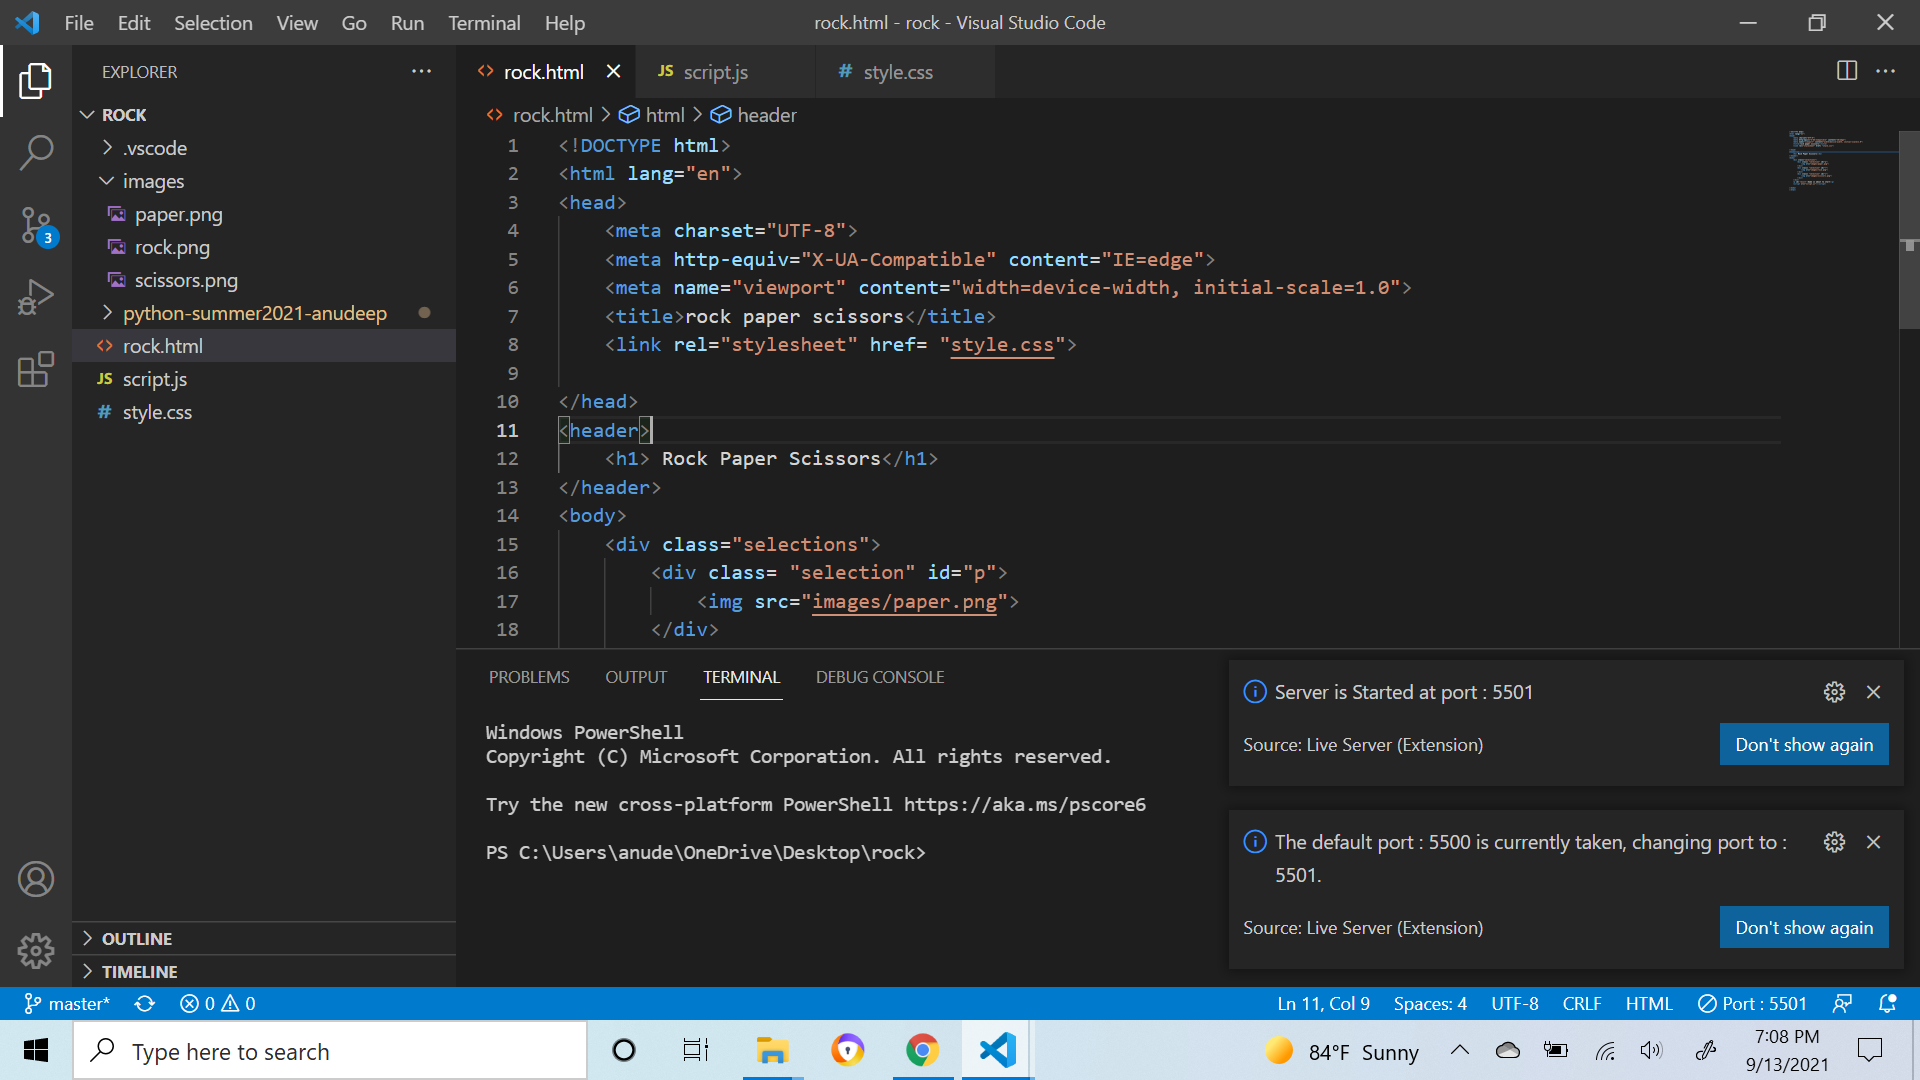 File Edit Selection View Go Run Terminal Help
rock.html - rock - Visual Studio Code
EXPLORER
ROCK
.vscode
images
paper.png
rock.png
scissors.png
python-summer2021-anudeep
rock.html
JS script.js
# style.css
OUTLINE
TIMELINE
3
rock.html
JS script.js
# style.css
rock.html > html > header
1 <!DOCTYPE html>
2 <html lang="en">
3 <head>
4 <meta charset="UTF-8">
5 <meta http-equiv="X-UA-Compatible" content="IE=edge">
6 <meta name="viewport" content="width=device-width, initial-scale=1.0">
7 <title>rock paper scissors</title>
8 <link rel="stylesheet" href= "style.css">
9
10 </head>
11 <header>
12 <h1> Rock Paper Scissors</h1>
13 </header>
14 <body>
15 <div class="selections">
16 <div class= "selection" id="p">
17 <img src="images/paper.png">
18 </div>
PROBLEMS OUTPUT TERMINAL DEBUG CONSOLE
Windows PowerShell
Copyright (C) Microsoft Corporation. All rights reserved.
Try the new cross-platform PowerShell https://aka.ms/pscore6
PS C:\Users\anude\OneDrive\Desktop\rock>
Server is Started at port : 5501
Source: Live Server (Extension)
Don't show again
The default port : 5500 is currently taken, changing port to :
5501.
Source: Live Server (Extension)
Don't show again
master* 0 0
Ln 11, Col 9 Spaces: 4 UTF-8 CRLF HTML Port : 5501
Type here to search
84°F Sunny
7:08 PM
9/13/2021